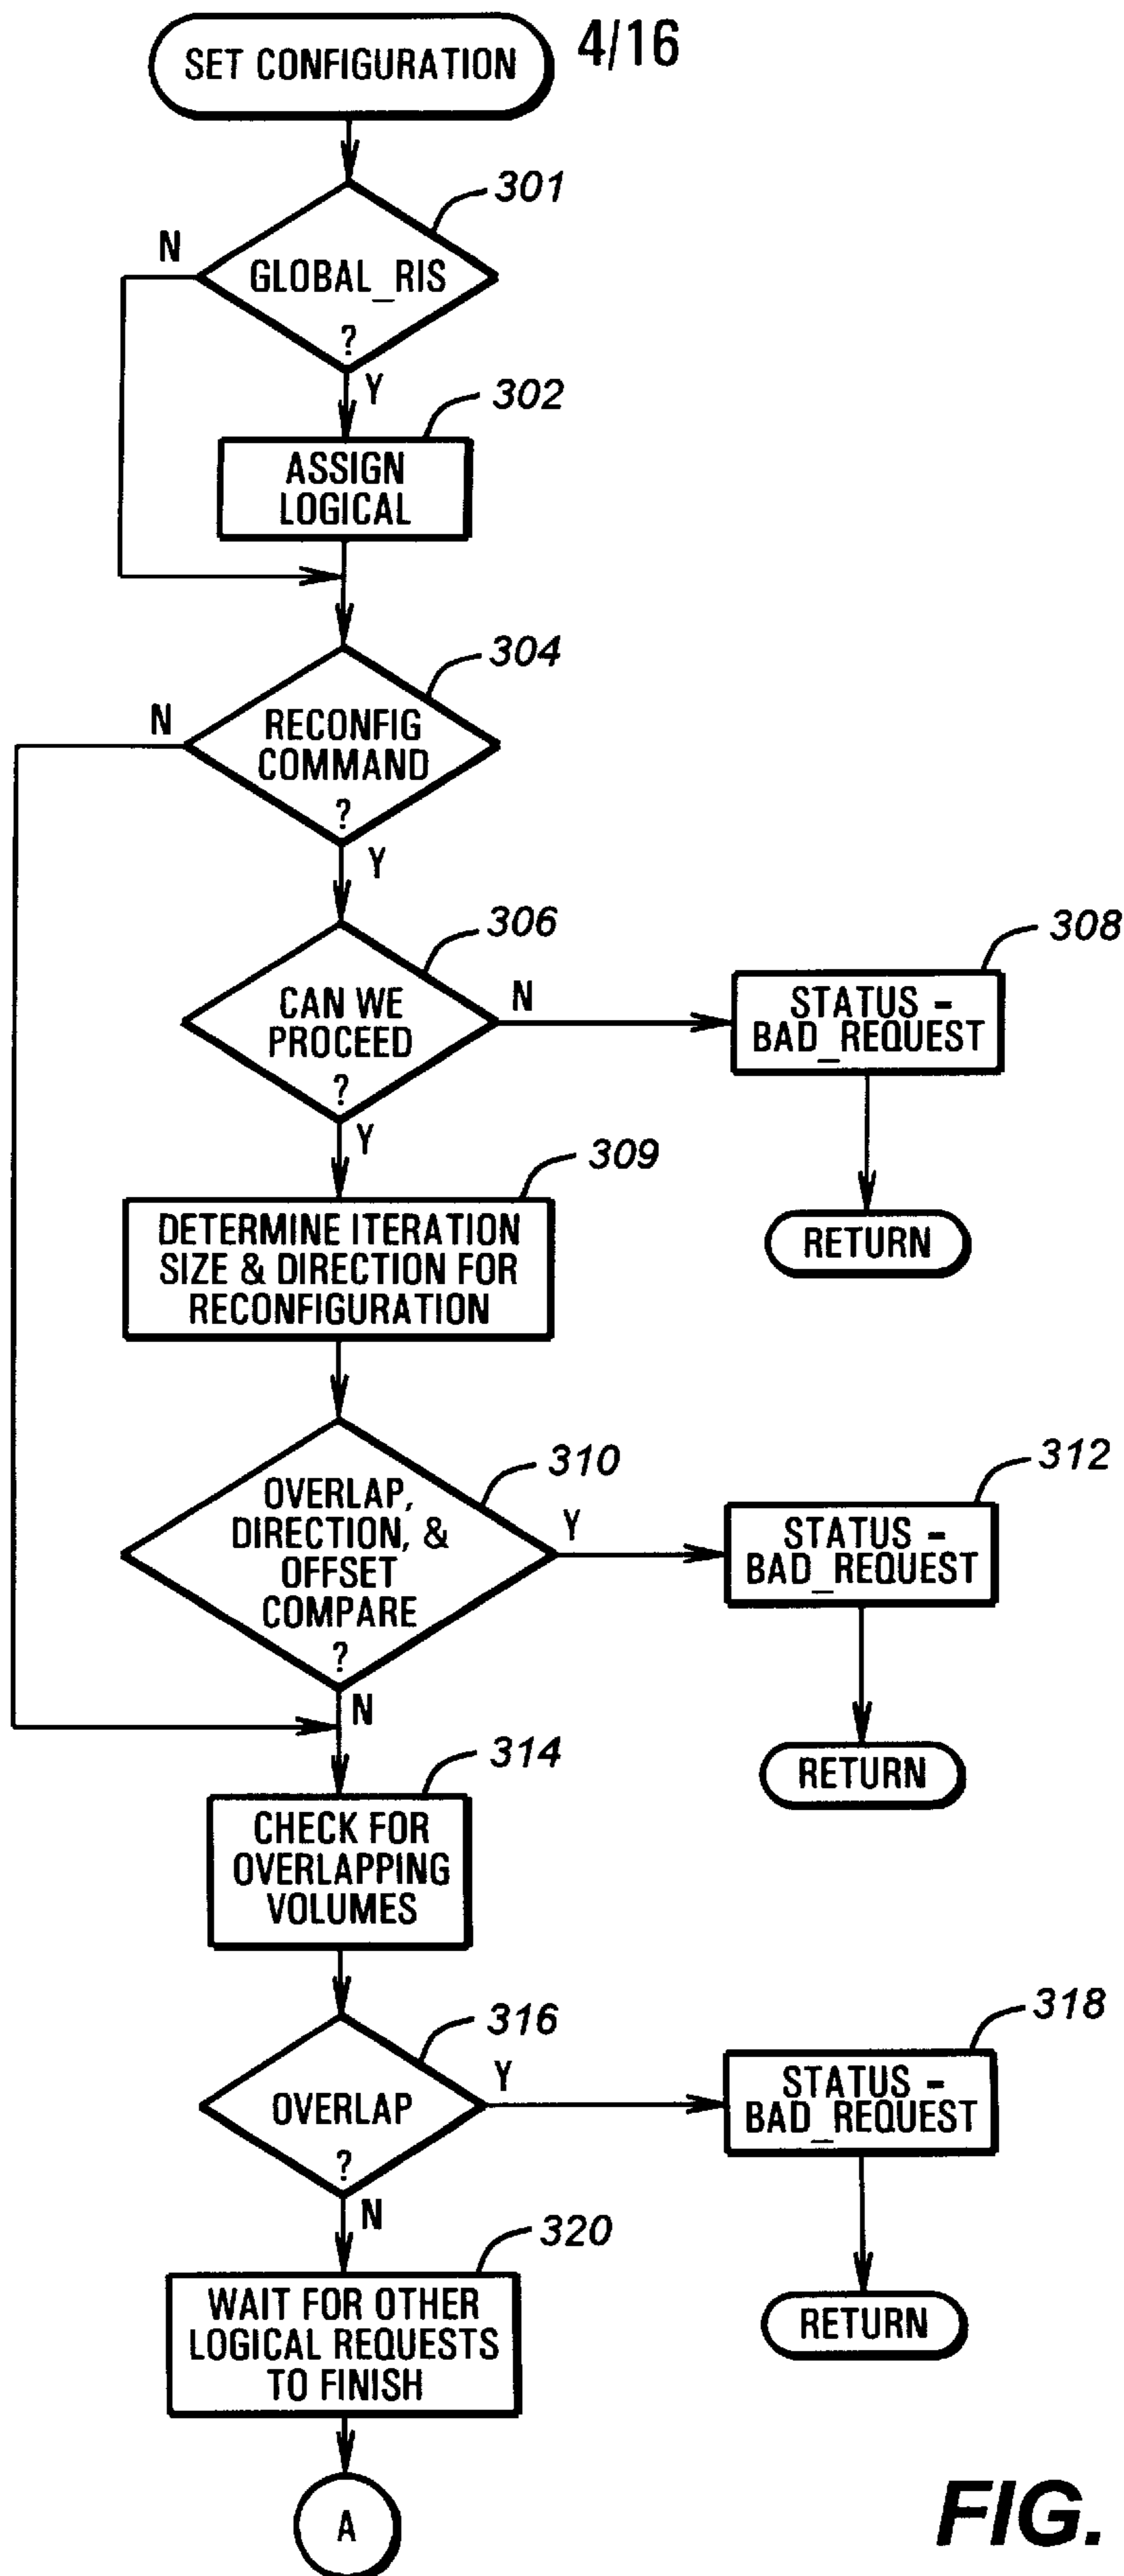 SET CONFIGURATION
4/16
301
N
GLOBAL_RIS
?
Y
302
ASSIGN
LOGICAL
304
N
RECONFIG
COMMAND
?
Y
306
308
CAN WE
PROCEED
?
N
STATUS =
BAD_REQUEST
Y
309
RETURN
DETERMINE ITERATION
SIZE & DIRECTION FOR
RECONFIGURATION
310
312
OVERLAP,
DIRECTION, &
OFFSET
COMPARE
?
Y
STATUS =
BAD_REQUEST
N
314
RETURN
CHECK FOR
OVERLAPPING
VOLUMES
316
318
OVERLAP
?
Y
STATUS =
BAD_REQUEST
N
320
RETURN
WAIT FOR OTHER
LOGICAL REQUESTS
TO FINISH
A
FIG.